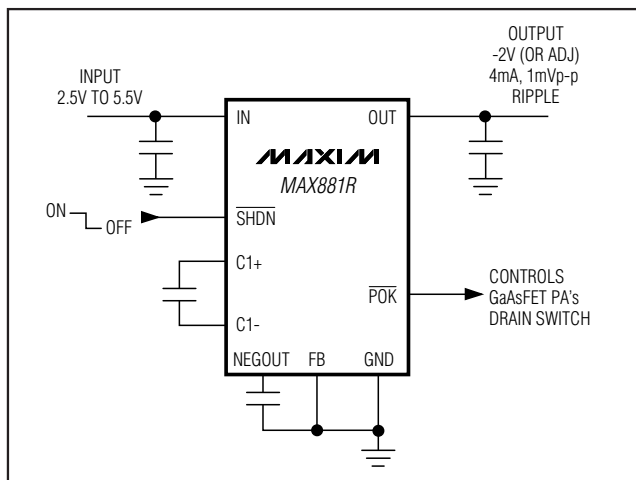 OUTPUT
-2V (OR ADJ)
4mA, 1mVp-p
RIPPLE
INPUT
2.5V TO 5.5V
IN
OUT
MAXIM
MAX881R
ON
OFF
SHDN
C1+
C1-
POK
CONTROLS
GaAsFET PA's
DRAIN SWITCH
NEGOUT
FB
GND